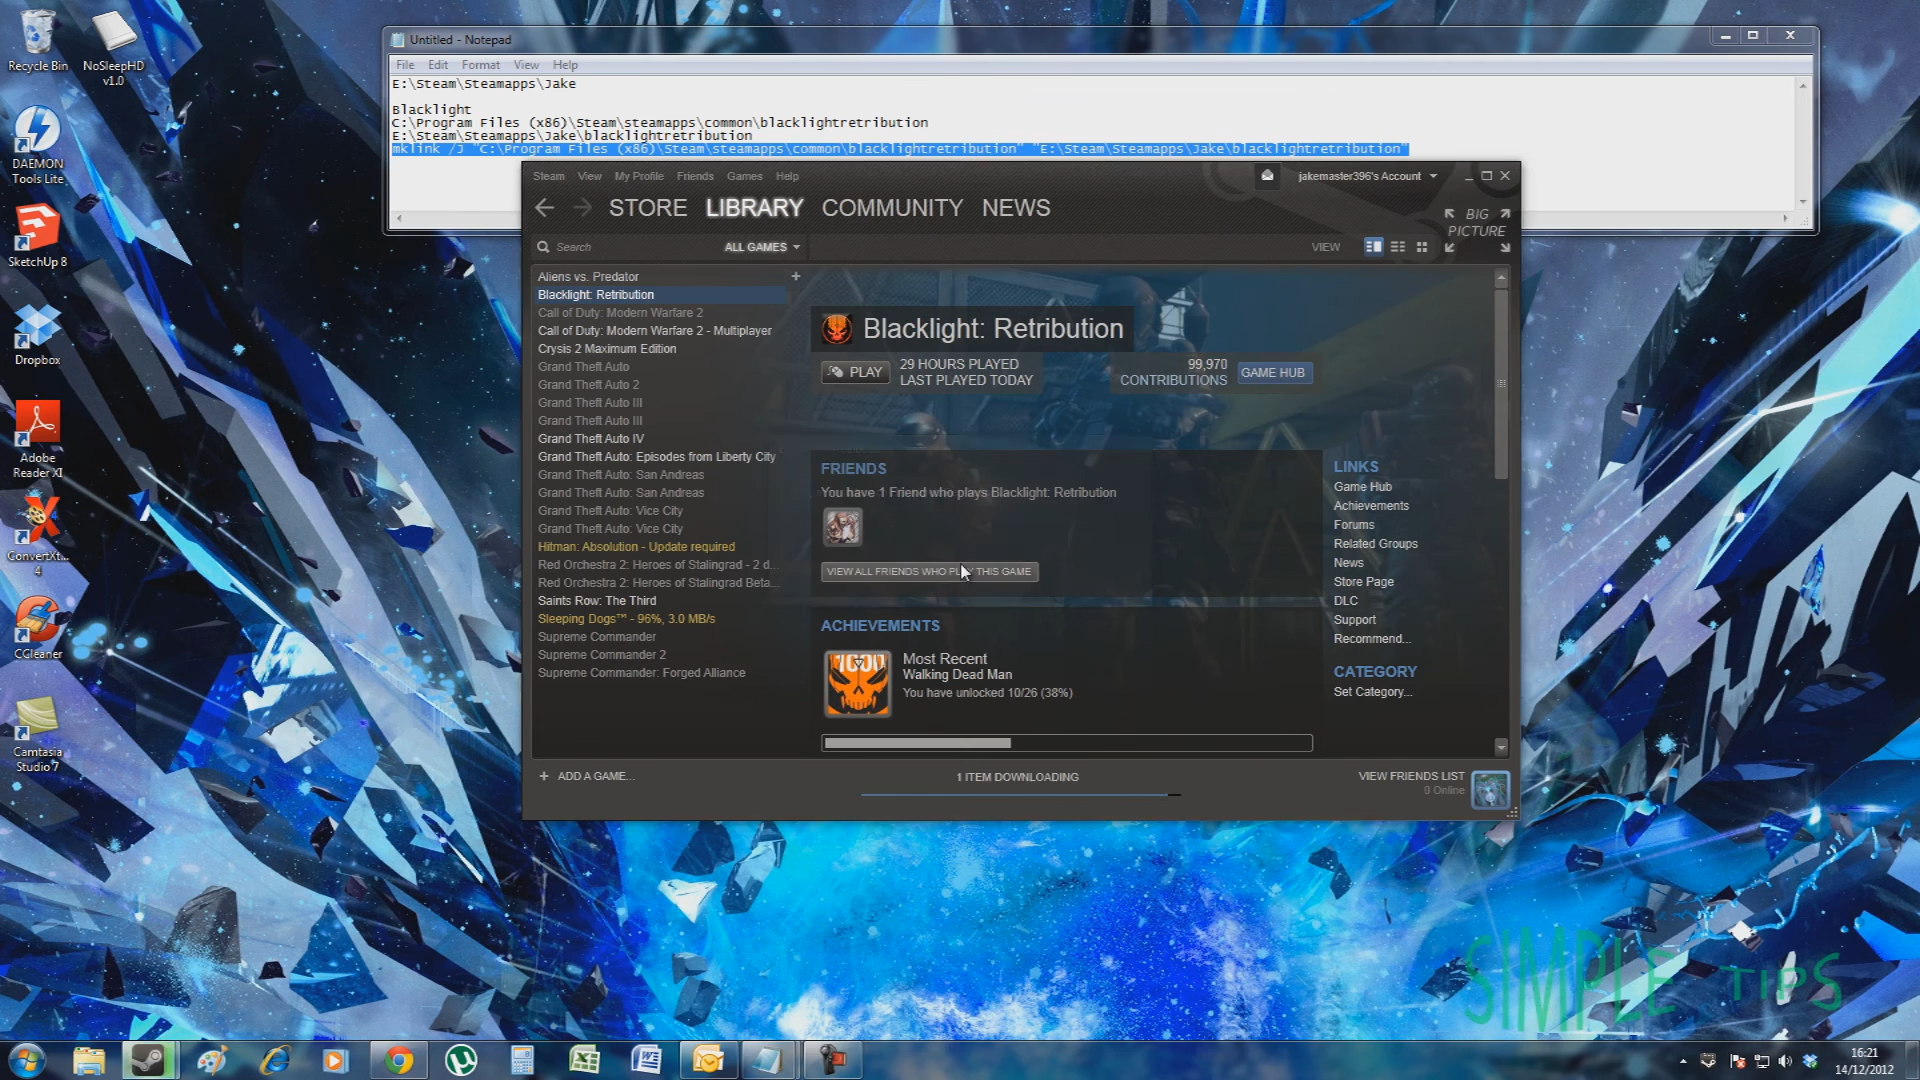 Recycle Bin
NoSleepHD
v1.0
DAEMON
Tools Lite
SketchUp 8
Dropbox
Adobe
Reader XI
ConvertXt...
4
CCleaner
Camtasia
Studio 7
Untitled - Notepad
File Edit Format View Help
E:\Steam\Steamapps\Jake
Blacklight
C:\Program Files (x86)\Steam\steamapps\common\blacklightretribution
E:\Steam\Steamapps\Jake\blacklightretribution
mklink /J "C:\Program Files (x86)\Steam\steamapps\common\blacklightretribution" "E:\Steam\Steamapps\Jake\blacklightretribution"
Steam View My Profile Friends Games Help
jakemaster396's Account
STORE LIBRARY COMMUNITY NEWS
BIG
PICTURE
Search
ALL GAMES
VIEW
Aliens vs. Predator
Blacklight: Retribution
Call of Duty: Modern Warfare 2
Call of Duty: Modern Warfare 2 - Multiplayer
Crysis 2 Maximum Edition
Grand Theft Auto
Grand Theft Auto 2
Grand Theft Auto III
Grand Theft Auto III
Grand Theft Auto IV
Grand Theft Auto: Episodes from Liberty City
Grand Theft Auto: San Andreas
Grand Theft Auto: San Andreas
Grand Theft Auto: Vice City
Grand Theft Auto: Vice City
Hitman: Absolution - Update required
Red Orchestra 2: Heroes of Stalingrad - 2 d...
Red Orchestra 2: Heroes of Stalingrad Beta...
Saints Row: The Third
Sleeping Dogs™ - 96%, 3.0 MB/s
Supreme Commander
Supreme Commander 2
Supreme Commander: Forged Alliance
Blacklight: Retribution
PLAY
29 HOURS PLAYED
LAST PLAYED TODAY
99,970
CONTRIBUTIONS
GAME HUB
FRIENDS
You have 1 Friend who plays Blacklight: Retribution
VIEW ALL FRIENDS WHO PLAY THIS GAME
ACHIEVEMENTS
Most Recent
Walking Dead Man
You have unlocked 10/26 (38%)
LINKS
Game Hub
Achievements
Forums
Related Groups
News
Store Page
DLC
Support
Recommend...
CATEGORY
Set Category...
ADD A GAME...
1 ITEM DOWNLOADING
VIEW FRIENDS LIST
0 Online
SIMPLE TIPS
16:21
14/12/2012